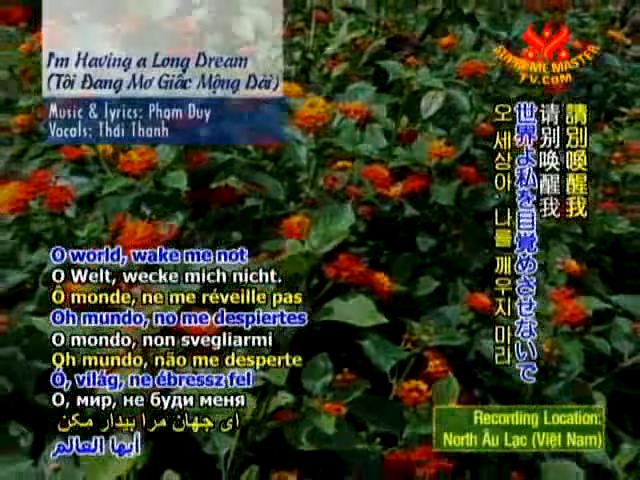 I'm Having a Long Dream
(Tôi Đang Mơ Giấc Mộng Dài)
Music & lyrics: Phạm Duy
Vocals: Thái Thanh
SUPREME MASTER
TV.COM
請別喚醒我
请别唤醒我
世界よ私を目覚めさせないで
오 세상아, 나를 깨우지 마라
O world, wake me not
O Welt, wecke mich nicht.
Ô monde, ne me réveille pas
Oh mundo, no me despiertes
O mondo, non svegliarmi
Oh mundo, não me desperte
Ó, világ, ne ébressz fel
О, мир, не буди меня
ای جهان مرا بیدار مکن
أيها العالم
Recording Location:
North Âu Lạc (Việt Nam)